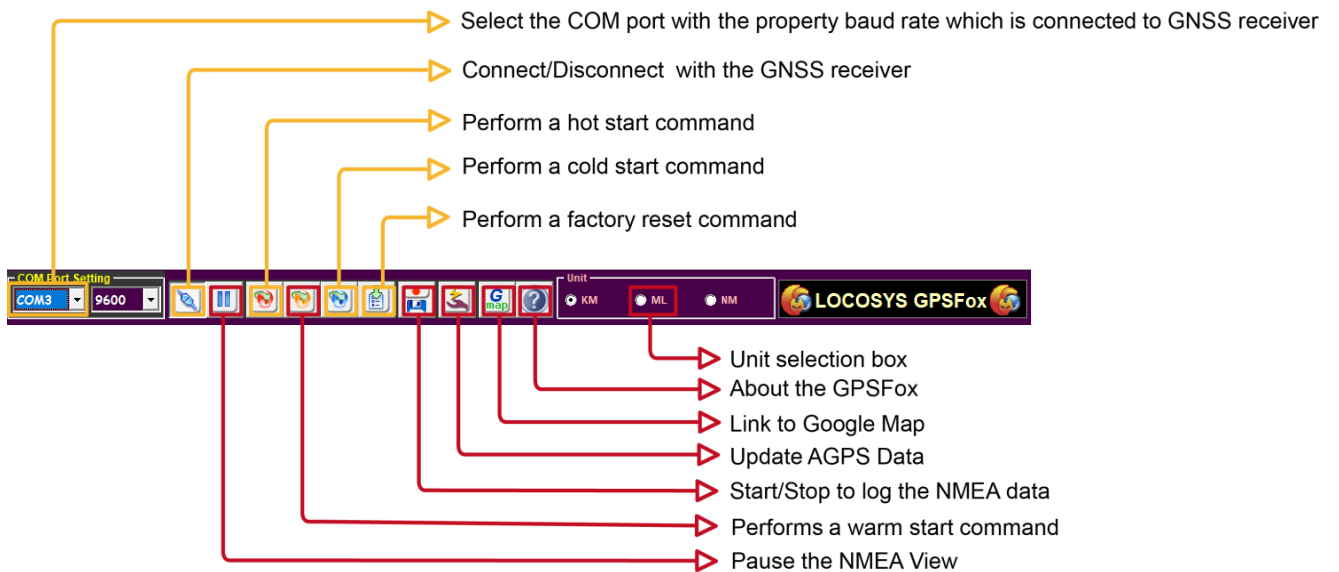 Select the COM port with the property baud rate which is connected to GNSS receiver
Connect/Disconnect with the GNSS receiver
Perform a hot start command
Perform a cold start command
Perform a factory reset command
COM Port Setting
COM3 9600
G
map
?
Unit
KM ML NM
LOCOSYS GPSFox
Unit selection box
About the GPSFox
Link to Google Map
Update AGPS Data
Start/Stop to log the NMEA data
Performs a warm start command
Pause the NMEA View